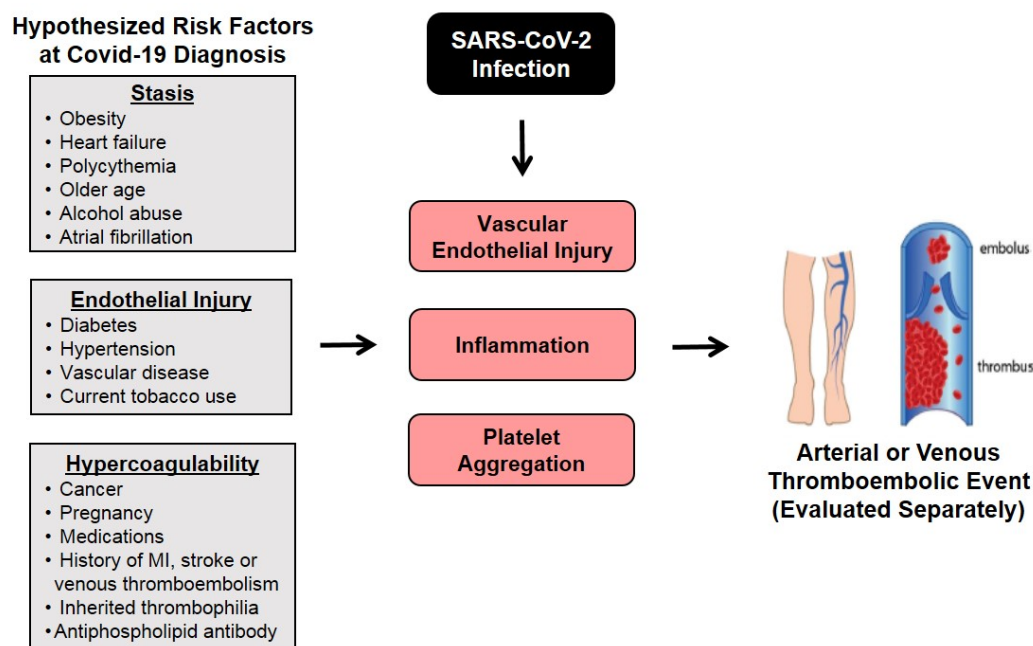 Hypothesized Risk Factors
at Covid-19 Diagnosis
Stasis
• Obesity
• Heart failure
• Polycythemia
• Older age
• Alcohol abuse
• Atrial fibrillation
Endothelial Injury
• Diabetes
• Hypertension
• Vascular disease
• Current tobacco use
Hypercoagulability
• Cancer
• Pregnancy
• Medications
• History of MI, stroke or
venous thromboembolism
• Inherited thrombophilia
• Antiphospholipid antibody
SARS-CoV-2
Infection
Vascular
Endothelial Injury
Inflammation
Platelet
Aggregation
embolus
thrombus
Arterial or Venous
Thromboembolic Event
(Evaluated Separately)